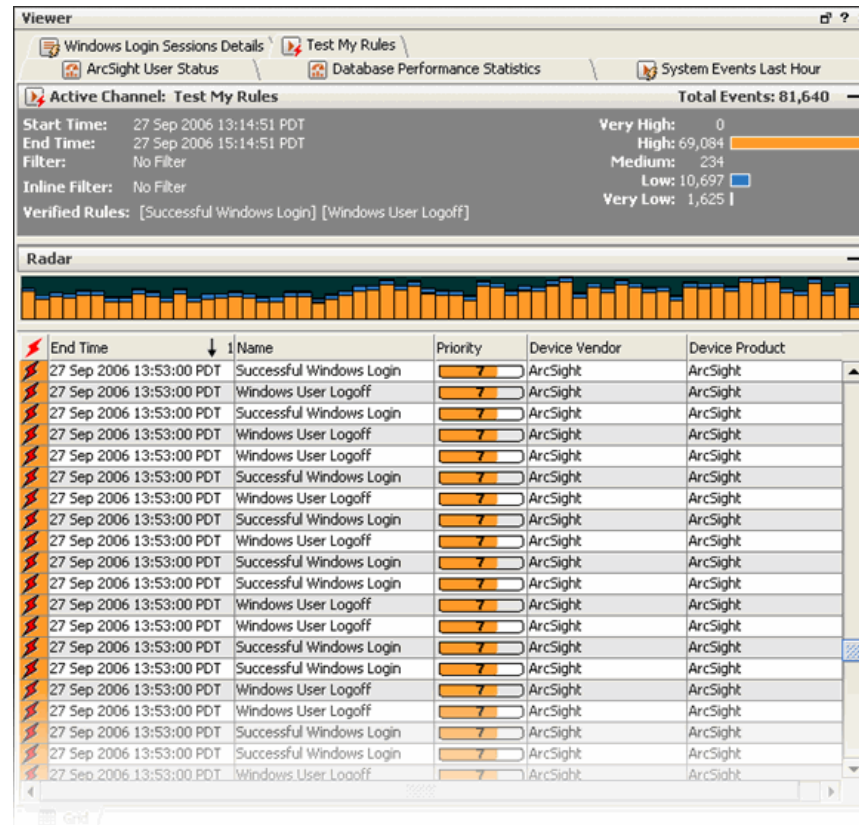 Viewer ?
Windows Login Sessions Details Test My Rules
ArcSight User Status Database Performance Statistics System Events Last Hour
Active Channel: Test My Rules Total Events: 81,640
Start Time: 27 Sep 2006 13:14:51 PDT Very High: 0
End Time: 27 Sep 2006 15:14:51 PDT High: 69,084
Filter: No Filter Medium: 234
Low: 10,697
Inline Filter: No Filter
Very Low: 1,625
Verified Rules: [Successful Windows Login] [Windows User Logoff]
Radar
End Time 1 Name Priority Device Vendor Device Product
27 Sep 2006 13:53:00 PDT Successful Windows Login 7 ArcSight ArcSight
27 Sep 2006 13:53:00 PDT Windows User Logoff 7 ArcSight ArcSight
27 Sep 2006 13:53:00 PDT Successful Windows Login 7 ArcSight ArcSight
27 Sep 2006 13:53:00 PDT Windows User Logoff 7 ArcSight ArcSight
27 Sep 2006 13:53:00 PDT Windows User Logoff 7 ArcSight ArcSight
27 Sep 2006 13:53:00 PDT Successful Windows Login 7 ArcSight ArcSight
27 Sep 2006 13:53:00 PDT Windows User Logoff 7 ArcSight ArcSight
27 Sep 2006 13:53:00 PDT Successful Windows Login 7 ArcSight ArcSight
27 Sep 2006 13:53:00 PDT Windows User Logoff 7 ArcSight ArcSight
27 Sep 2006 13:53:00 PDT Successful Windows Login 7 ArcSight ArcSight
27 Sep 2006 13:53:00 PDT Successful Windows Login 7 ArcSight ArcSight
27 Sep 2006 13:53:00 PDT Windows User Logoff 7 ArcSight ArcSight
27 Sep 2006 13:53:00 PDT Windows User Logoff 7 ArcSight ArcSight
27 Sep 2006 13:53:00 PDT Successful Windows Login 7 ArcSight ArcSight
27 Sep 2006 13:53:00 PDT Successful Windows Login 7 ArcSight ArcSight
27 Sep 2006 13:53:00 PDT Windows User Logoff 7 ArcSight ArcSight
27 Sep 2006 13:53:00 PDT Windows User Logoff 7 ArcSight ArcSight
27 Sep 2006 13:53:00 PDT Successful Windows Login 7 ArcSight ArcSight
27 Sep 2006 13:53:00 PDT Successful Windows Login 7 ArcSight ArcSight
27 Sep 2006 13:53:00 PDT Windows User Logoff 7 ArcSight ArcSight
Grid